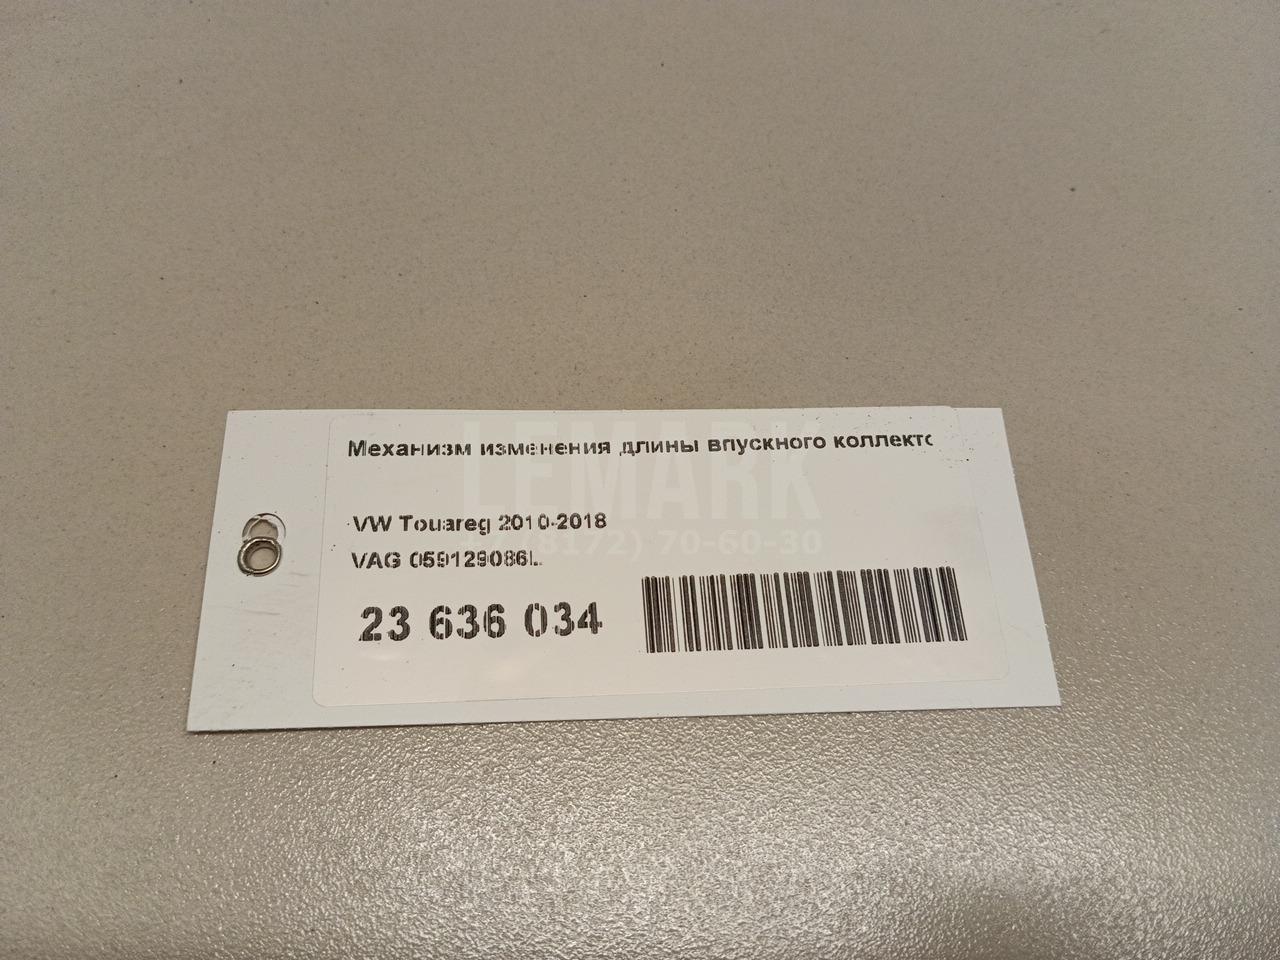 Механизм изменения длины впускного коллекто
VW Touareg 2010-2018
VAG 059129086L
23 636 034
LEMARK
+7 (8172) 70-60-30